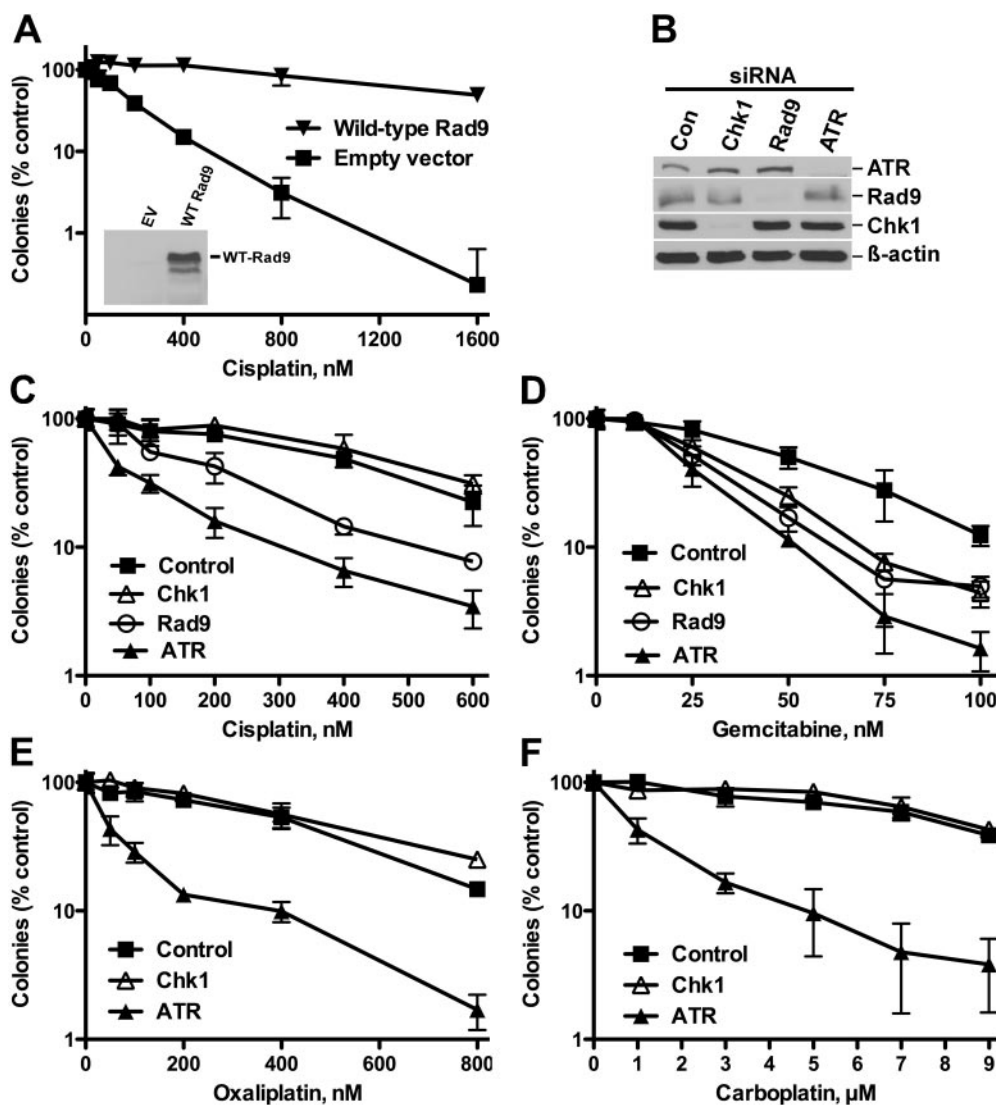 A
100
10
1
Colonies (% control)
Wild-type Rad9
Empty vector
EV
WT Rad9
WT-Rad9
0 400 800 1200 1600
Cisplatin, nM
B
siRNA
Con Chk1 Rad9 ATR
ATR
Rad9
Chk1
ß-actin
C
100
10
1
Colonies (% control)
Control
Chk1
Rad9
ATR
0 100 200 300 400 500 600
Cisplatin, nM
D
100
10
1
Colonies (% control)
Control
Chk1
Rad9
ATR
0 25 50 75 100
Gemcitabine, nM
E
100
10
1
Colonies (% control)
Control
Chk1
ATR
0 200 400 600 800
Oxaliplatin, nM
F
100
10
1
Colonies (% control)
Control
Chk1
ATR
0 1 2 3 4 5 6 7 8 9
Carboplatin, µM